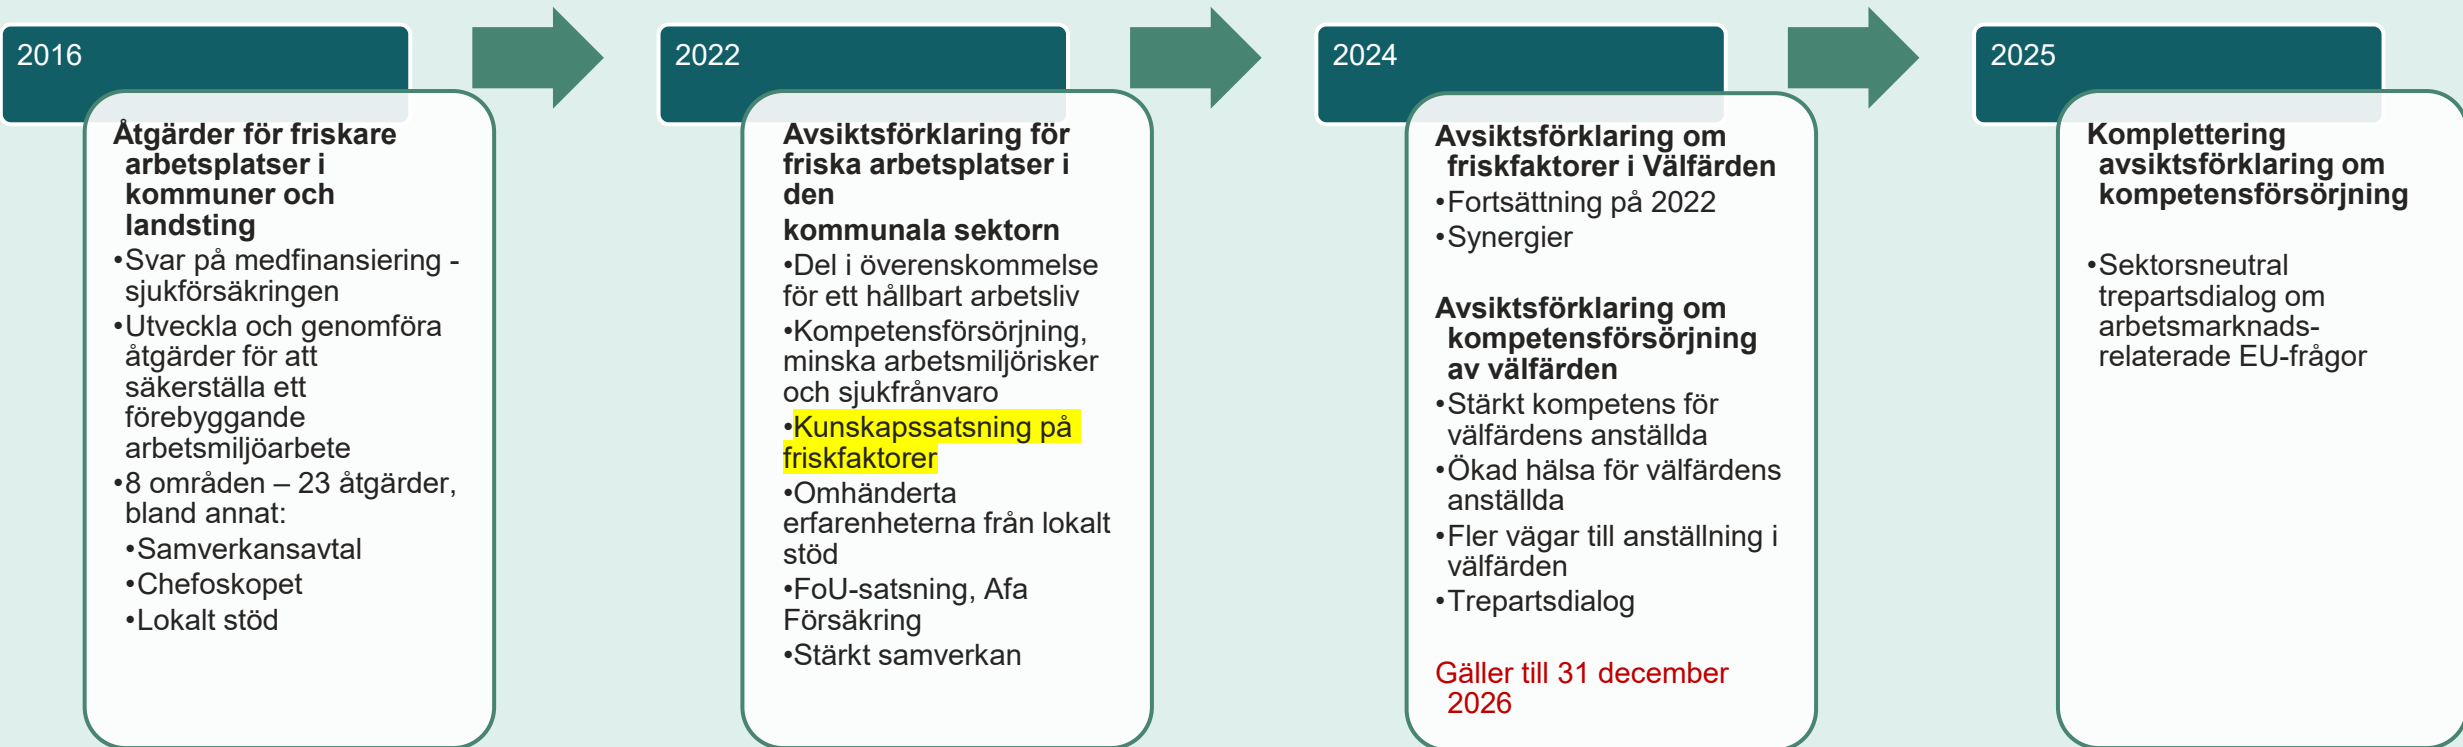 2016
Åtgärder för friskare
arbetsplatser i
kommuner och
landsting
•Svar på medfinansiering -
sjukförsäkringen
•Utveckla och genomföra
åtgärder för att
säkerställa ett
förebyggande
arbetsmiljöarbete
•8 områden – 23 åtgärder,
bland annat:
•Samverkansavtal
•Chefoskopet
•Lokalt stöd
2022
Avsiktsförklaring för
friska arbetsplatser i
den
kommunala sektorn
•Del i överenskommelse
för ett hållbart arbetsliv
•Kompetensförsörjning,
minska arbetsmiljörisker
och sjukfrånvaro
•Kunskapssatsning på
friskfaktorer
•Omhänderta
erfarenheterna från lokalt
stöd
•FoU-satsning, Afa
Försäkring
•Stärkt samverkan
2024
Avsiktsförklaring om
friskfaktorer i Välfärden
•Fortsättning på 2022
•Synergier
Avsiktsförklaring om
kompetensförsörjning
av välfärden
•Stärkt kompetens för
välfärdens anställda
•Ökad hälsa för välfärdens
anställda
•Fler vägar till anställning i
välfärden
•Trepartsdialog
Gäller till 31 december
2026
2025
Komplettering
avsiktsförklaring om
kompetensförsörjning
•Sektorsneutral
trepartsdialog om
arbetsmarknads-
relaterade EU-frågor